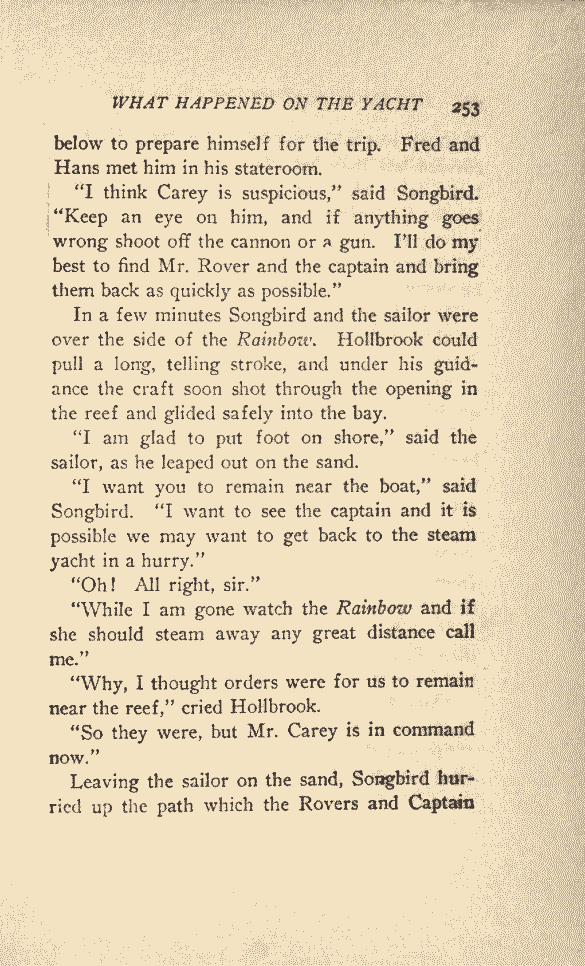 WHAT HAPPENED ON THE YACHT 253
below to prepare himself for the trip. Fred and
Hans met him in his stateroom.
"I think Carey is suspicious," said Songbird.
"Keep an eye on him, and if anything goes
wrong shoot off the cannon or a gun. I'll do my
best to find Mr. Rover and the captain and bring
them back as quickly as possible."
In a few minutes Songbird and the sailor were
over the side of the Rainbow. Hollbrook could
pull a long, telling stroke, and under his guid-
ance the craft soon shot through the opening in
the reef and glided safely into the bay.
"I am glad to put foot on shore," said the
sailor, as he leaped out on the sand.
"I want you to remain near the boat," said
Songbird. "I want to see the captain and it is
possible we may want to get back to the steam
yacht in a hurry."
"Oh! All right, sir."
"While I am gone watch the Rainbow and if
she should steam away any great distance call
me."
"Why, I thought orders were for us to remain
near the reef," cried Hollbrook.
"So they were, but Mr. Carey is in command
now."
Leaving the sailor on the sand, Songbird hur-
ried up the path which the Rovers and Captain